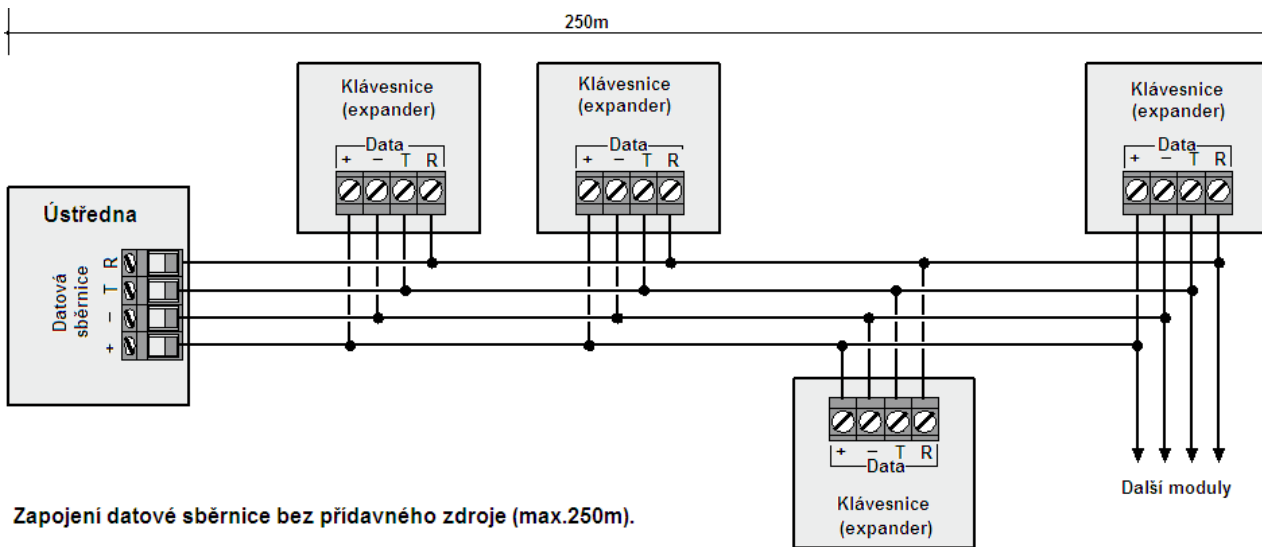 250m
Klávesnice
(expander)
Data
+ – T R
Klávesnice
(expander)
Data
+ – T R
Klávesnice
(expander)
Data
+ – T R
Ústředna
Datová
sběrnice
R
T
–
+
+ – T R
Data
Klávesnice
(expander)
Další moduly
Zapojení datové sběrnice bez přídavného zdroje (max.250m).